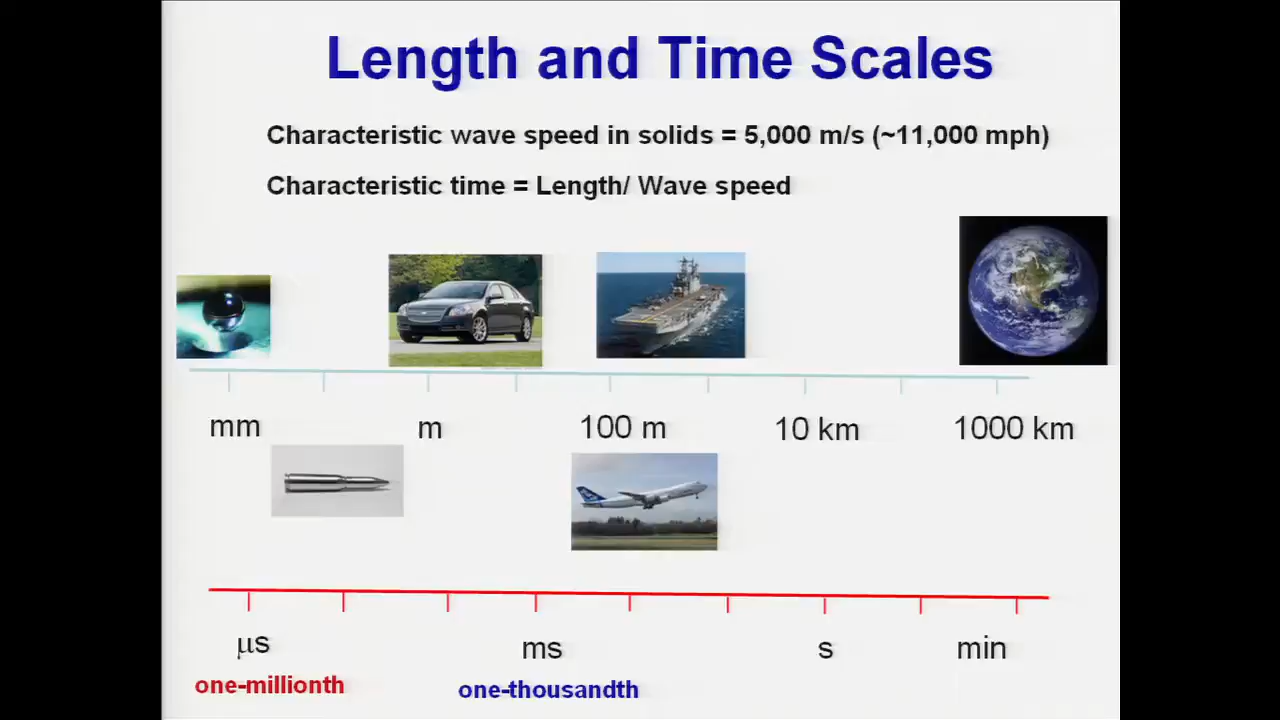 Length and Time Scales
Characteristic wave speed in solids = 5,000 m/s (~11,000 mph)
Characteristic time = Length/ Wave speed
mm m 100 m 10 km 1000 km
μs ms s min
one-millionth one-thousandth